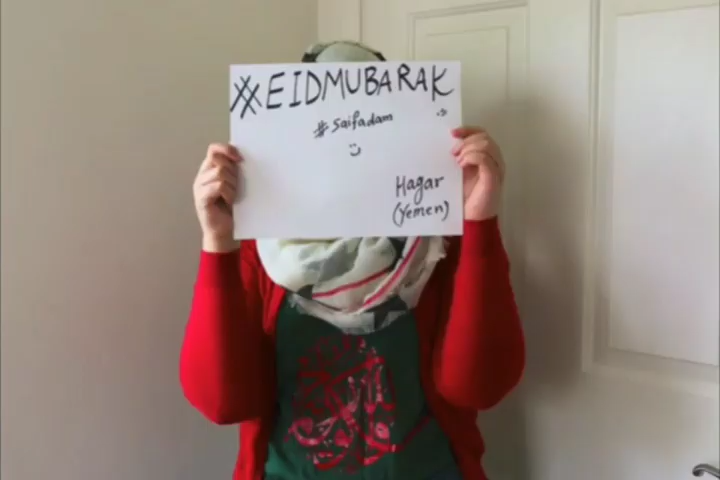 #EIDMUBARAK
#Saifadam
:)
:)
Hagar
(Yemen)